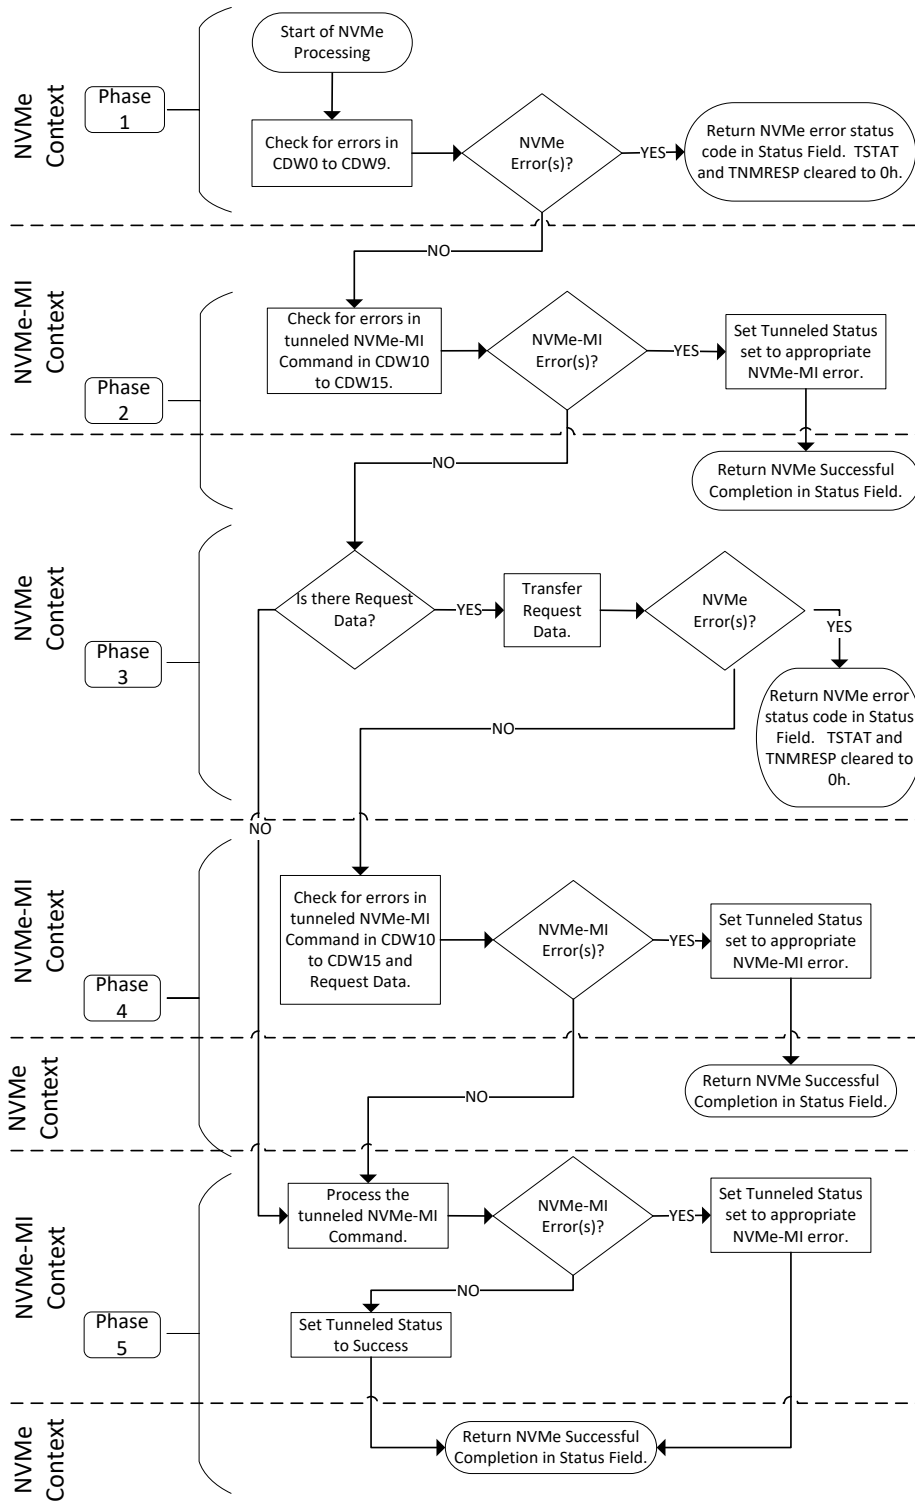 NVMe
Context
Phase
1
Start of NVMe
Processing
Check for errors in
CDW0 to CDW9.
NVMe
Error(s)?
YES
Return NVMe error status
code in Status Field.  TSTAT
and TNMRESP cleared to 0h.
NO
NVMe-MI
Context
Phase
2
Check for errors in
tunneled NVMe-MI
Command in CDW10
to CDW15.
NVMe-MI
Error(s)?
YES
Set Tunneled Status
set to appropriate
NVMe-MI error.
NO
Return NVMe Successful
Completion in Status Field.
NVMe
Context
Phase
3
Is there Request
Data?
YES
Transfer
Request
Data.
NVMe
Error(s)?
YES
Return NVMe error
status code in Status
Field.   TSTAT and
TNMRESP cleared to
0h.
NO
NO
NVMe-MI
Context
Phase
4
Check for errors in
tunneled NVMe-MI
Command in CDW10
to CDW15 and
Request Data.
NVMe-MI
Error(s)?
YES
Set Tunneled Status
set to appropriate
NVMe-MI error.
NVMe
Context
NO
Return NVMe Successful
Completion in Status Field.
NVMe-MI
Context
Phase
5
Process the
tunneled NVMe-MI
Command.
NVMe-MI
Error(s)?
YES
Set Tunneled Status
set to appropriate
NVMe-MI error.
NO
Set Tunneled Status
to Success
NVMe
Context
Return NVMe Successful
Completion in Status Field.